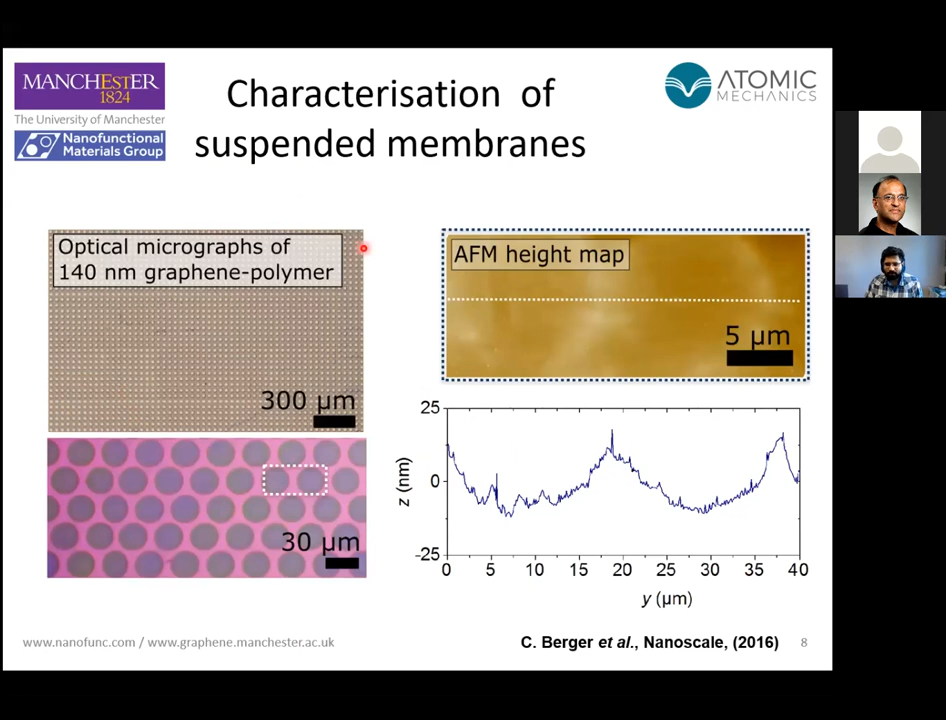 MANCHESTER
1824
The University of Manchester
Nanofunctional
Materials Group
Characterisation of
suspended membranes
ATOMIC
MECHANICS
Optical micrographs of
140 nm graphene-polymer
300 µm
30 µm
AFM height map
5 µm
25
0
-25
z (nm)
0 5 10 15 20 25 30 35 40
y (µm)
www.nanofunc.com / www.graphene.manchester.ac.uk
C. Berger et al., Nanoscale, (2016)
8